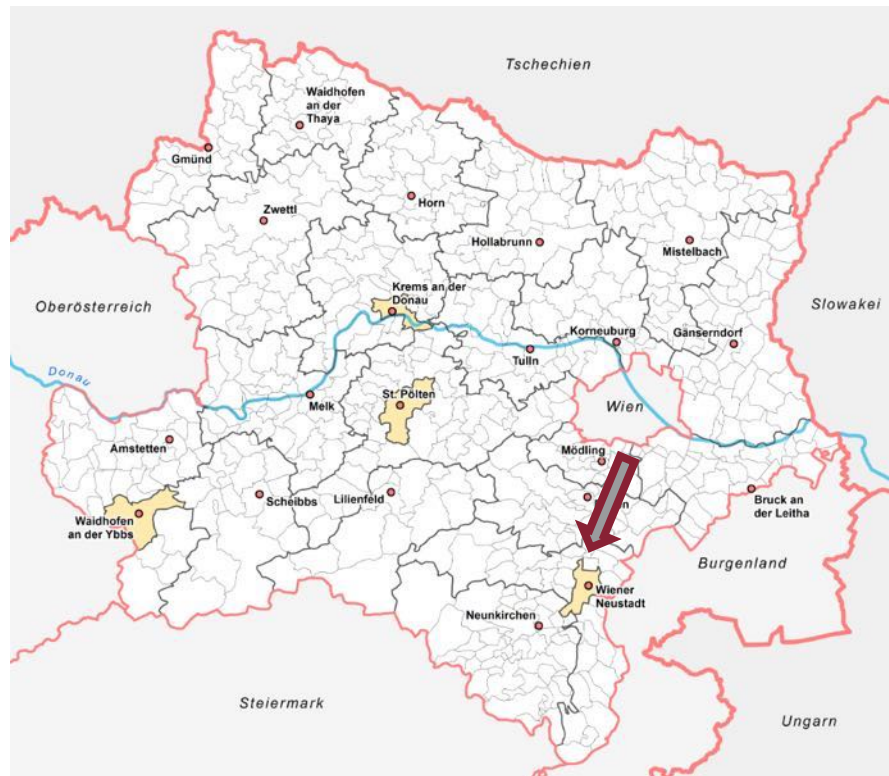 Tschechien
Waidhofen
an der
Thaya
Gmünd
Horn
Zwettl
Hollabrunn
Mistelbach
Krems an der
Donau
Oberösterreich
Slowakei
Korneuburg
Gänserndorf
Tulln
Donau
St. Pölten
Melk
Wien
Amstetten
Mödling
Scheibbs
Lilienfeld
Bruck an
der Leitha
Waidhofen
an der Ybbs
Burgenland
Wiener
Neustadt
Neunkirchen
Steiermark
Ungarn